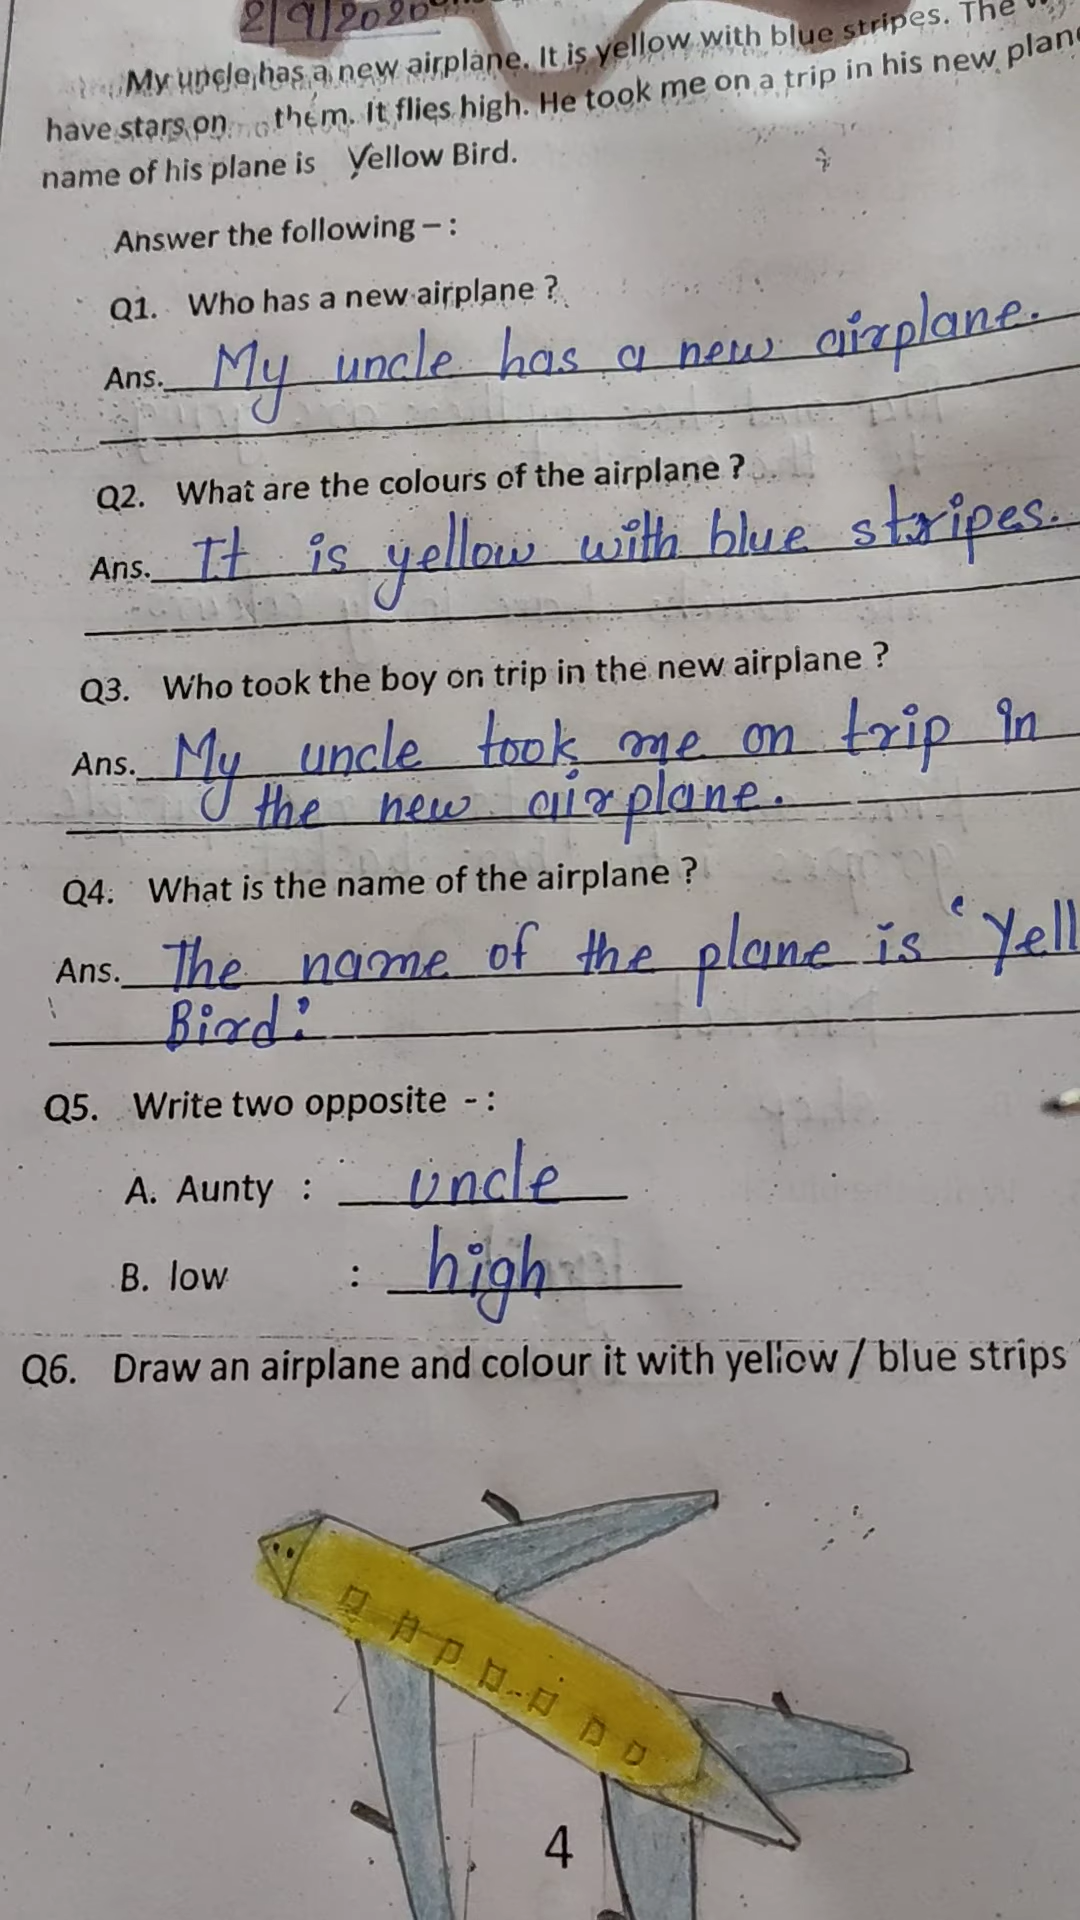 2/9/2020
My uncle has a new airplane. It is yellow with blue stripes. The
have stars on them. It flies high. He took me on a trip in his new plane
name of his plane is Yellow Bird.
Answer the following – :
Q1. Who has a new airplane ?
Ans. My uncle has a new airplane.
Q2. What are the colours of the airplane ?
Ans. It is yellow with blue stripes.
Q3. Who took the boy on trip in the new airplane ?
Ans. My uncle took me on trip in
the new airplane.
Q4. What is the name of the airplane ?
Ans. The name of the plane is ‘Yell
Bird.’
Q5. Write two opposite - :
A. Aunty : uncle
B. low : high
Q6. Draw an airplane and colour it with yellow / blue strips
4